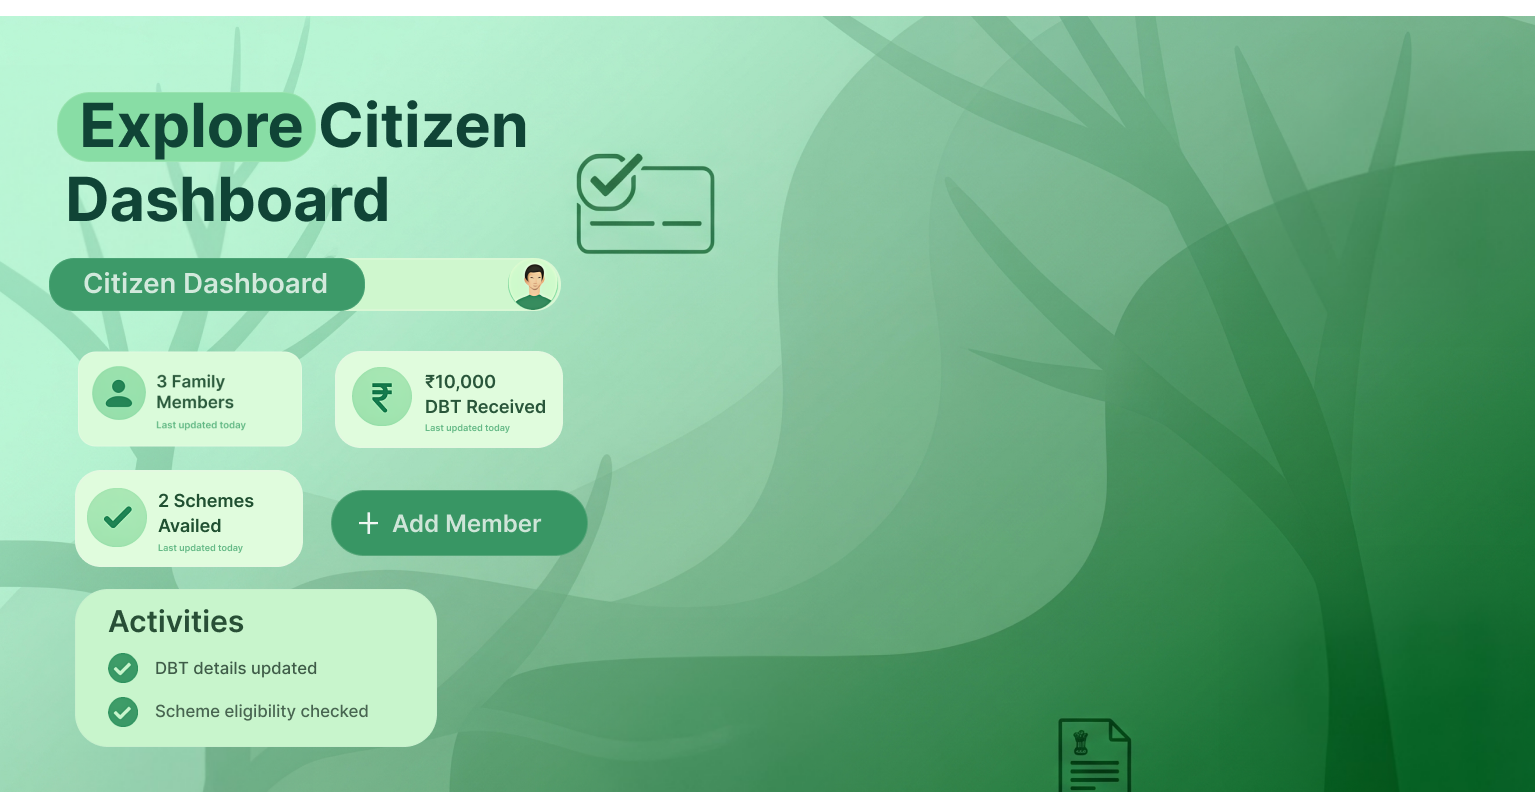 Explore Citizen
Dashboard
Citizen Dashboard
3 Family
Members
Last updated today
₹10,000
DBT Received
Last updated today
2 Schemes
Availed
Last updated today
Add Member
Activities
DBT details updated
Scheme eligibility checked